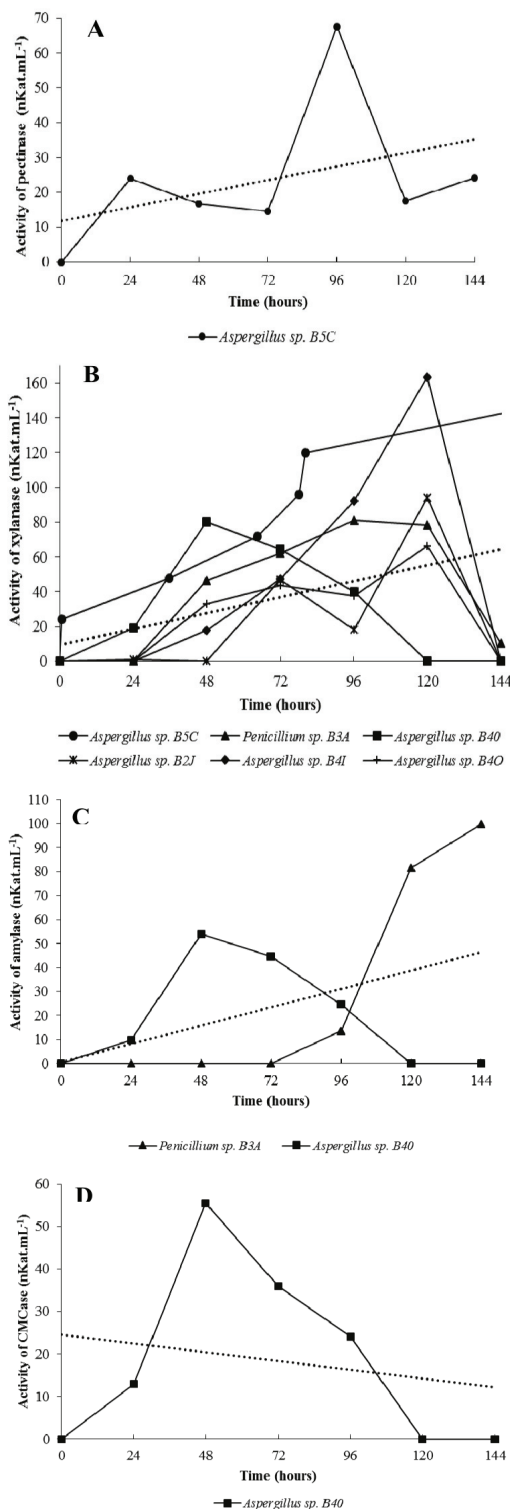 A
Activity of pectinase (nKat.mL-1)
70
60
50
40
30
20
10
0
0 24 48 72 96 120 144
Time (hours)
Aspergillus sp. B5C
B
Activity of xylanase (nKat.mL-1)
160
140
120
100
80
60
40
20
0
0 24 48 72 96 120 144
Time (hours)
Aspergillus sp. B5C Penicillium sp. B3A Aspergillus sp. B40
Aspergillus sp. B2J Aspergillus sp. B4I Aspergillus sp. B4O
C
Activity of amylase (nKat.mL-1)
110
100
90
80
70
60
50
40
30
20
10
0
0 24 48 72 96 120 144
Time (hours)
Penicillium sp. B3A Aspergillus sp. B40
D
Activity of CMCase (nKat.mL-1)
60
50
40
30
20
10
0
0 24 48 72 96 120 144
Time (hours)
Aspergillus sp. B40